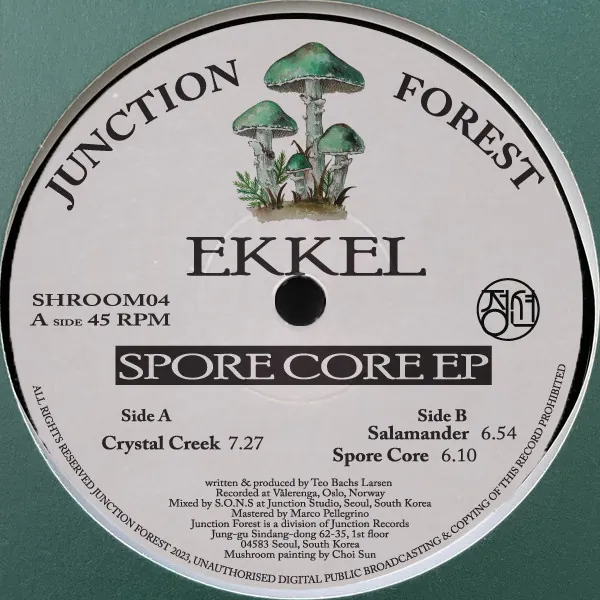 JUNCTION FOREST
EKKEL
SHROOM04
A SIDE 45 RPM
정션
SPORE CORE EP
Side A
Crystal Creek 7.27
Side B
Salamander 6.54
Spore Core 6.10
written & produced by Teo Bachs Larsen
Recorded at Vålerenga, Oslo, Norway
Mixed by S.O.N.S at Junction Studio, Seoul, South Korea
Mastered by Marco Pellegrino
Junction Forest is a division of Junction Records
Jung-gu Sindang-dong 62-35, 1st floor
04583 Seoul, South Korea
Mushroom painting by Choi Sun
ALL RIGHTS RESERVED JUNCTION FOREST 2023, UNAUTHORISED DIGITAL PUBLIC BROADCASTING & COPYING OF THIS RECORD PROHIBITED